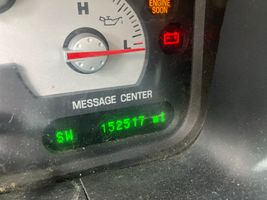 ENGINE
SOON
H
L
MESSAGE CENTER
SW 152517 mi